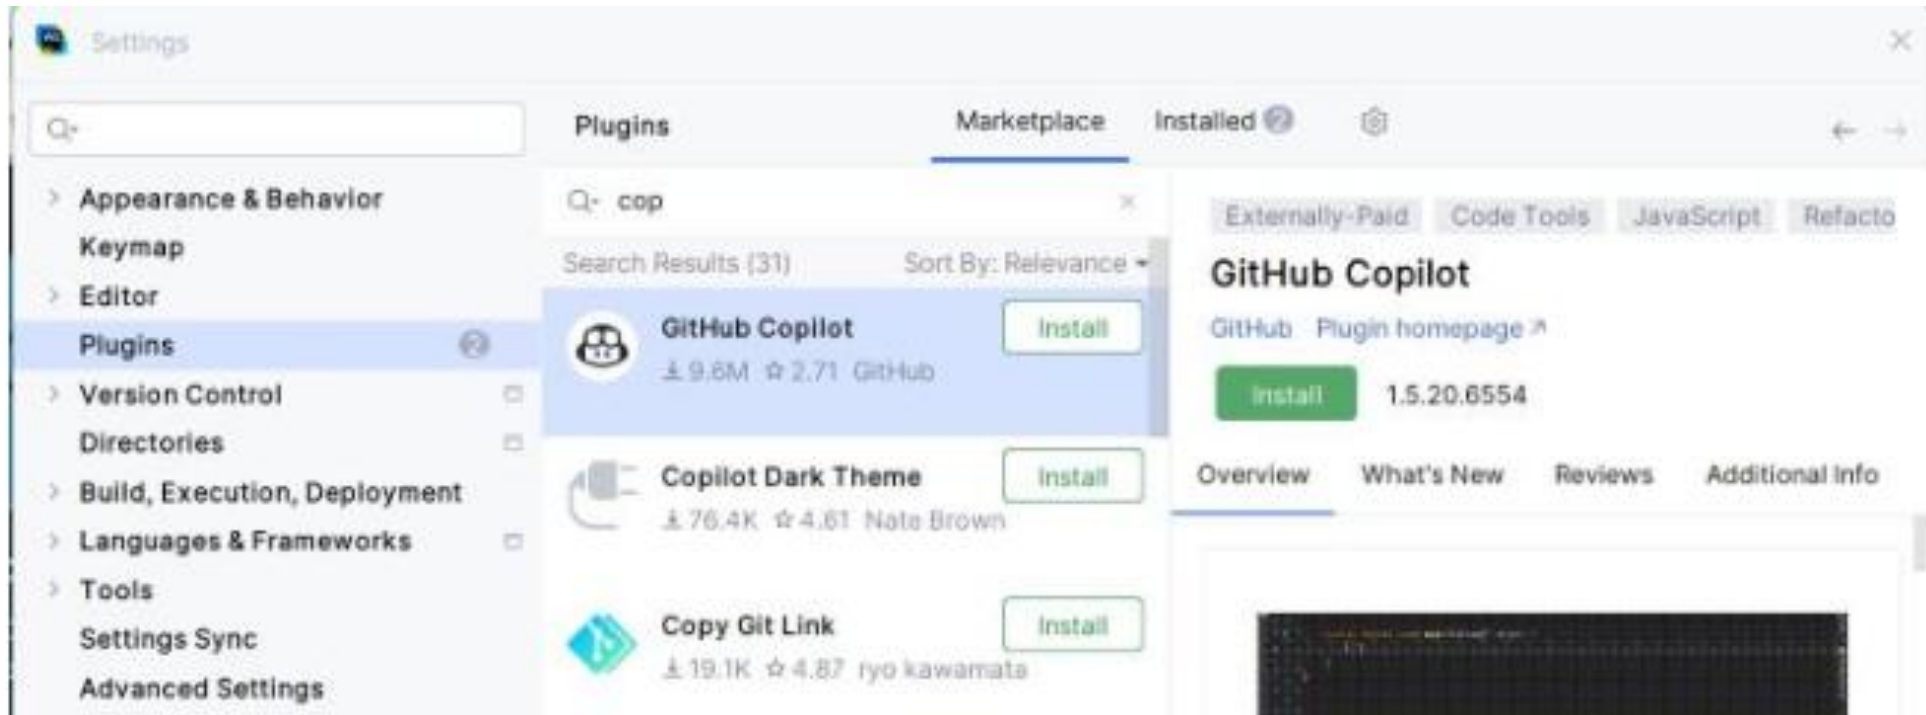 Settings
Plugins Marketplace Installed 2
Appearance & Behavior
Keymap
Editor
Plugins 2
Version Control
Directories
Build, Execution, Deployment
Languages & Frameworks
Tools
Settings Sync
Advanced Settings
cop
Search Results (31) Sort By: Relevance
GitHub Copilot Install
9.6M 2.71 GitHub
Copilot Dark Theme Install
76.4K 4.61 Nate Brown
Copy Git Link Install
19.1K 4.87 ryo kawamata
Externally-Paid Code Tools JavaScript Refacto
GitHub Copilot
GitHub Plugin homepage
Install 1.5.20.6554
Overview What's New Reviews Additional Info